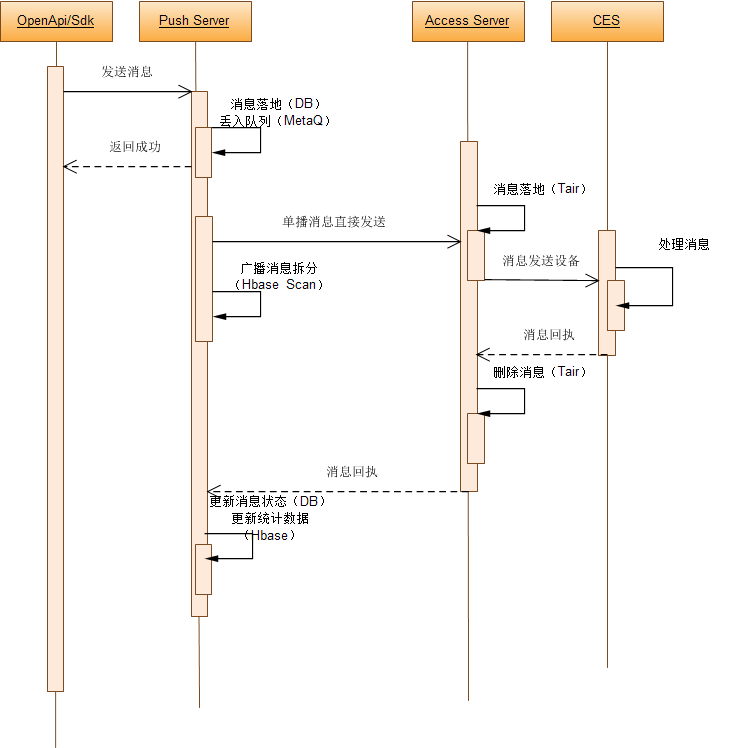 OpenApi/Sdk
Push Server
Access Server
CES
发送消息
消息落地（DB）
丢入队列（MetaQ）
返回成功
消息落地（Tair）
单播消息直接发送
处理消息
消息发送设备
广播消息拆分
（Hbase Scan）
消息回执
删除消息（Tair）
消息回执
更新消息状态（DB）
更新统计数据
（Hbase）